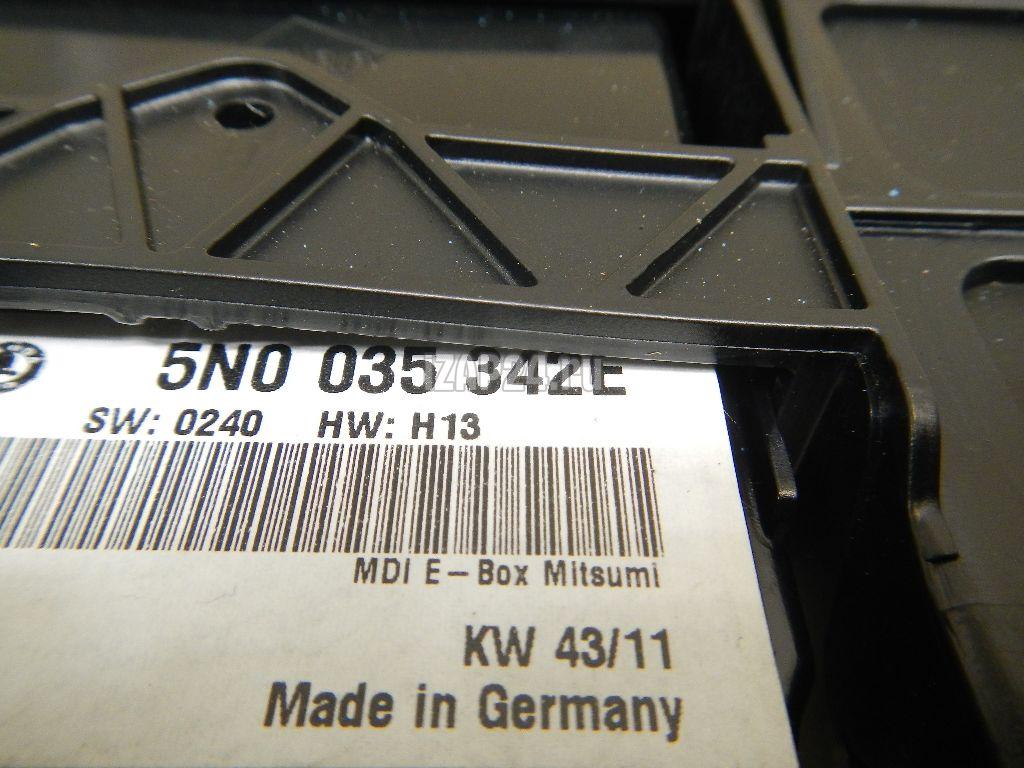 5N0 035 342E
SW: 0240 HW: H13
MDI E-Box Mitsumi
KW 43/11
Made in Germany